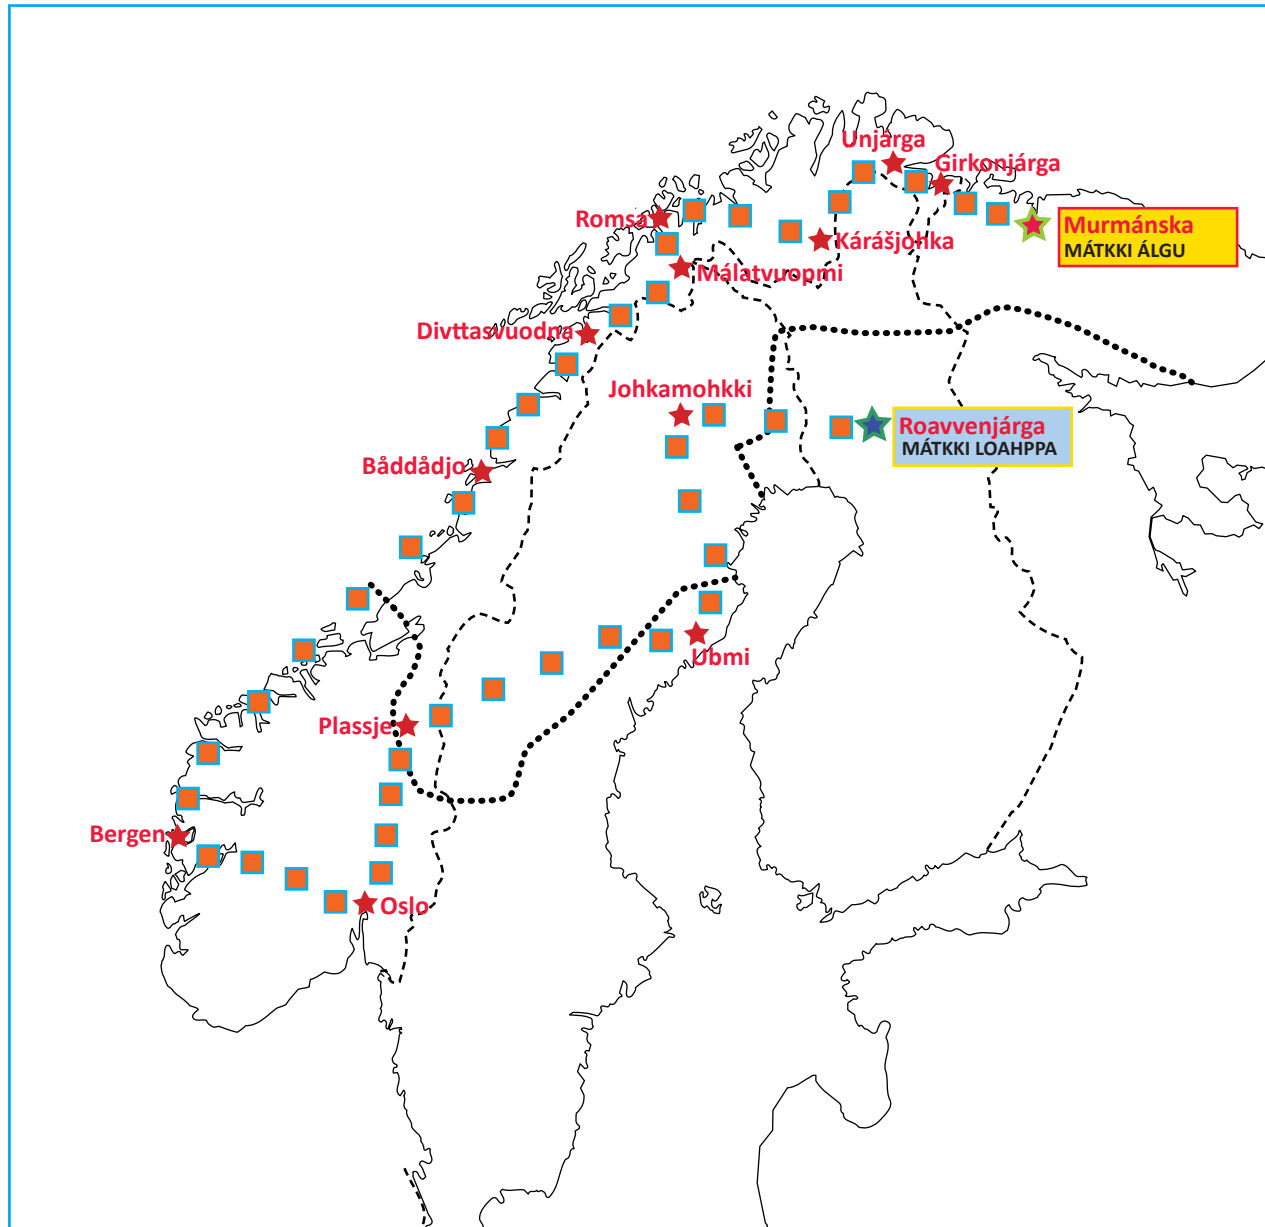 Unjárga
Girkonjárga
Romsa
Kárášjohka
Murmánska
MÁTKKI ÁLGU
Málatvuopmi
Divttasvuodna
Johkamohkki
Roavvenjárga
MÁTKKI LOAHPPA
Båddådjo
Ubmi
Plassje
Bergen
Oslo